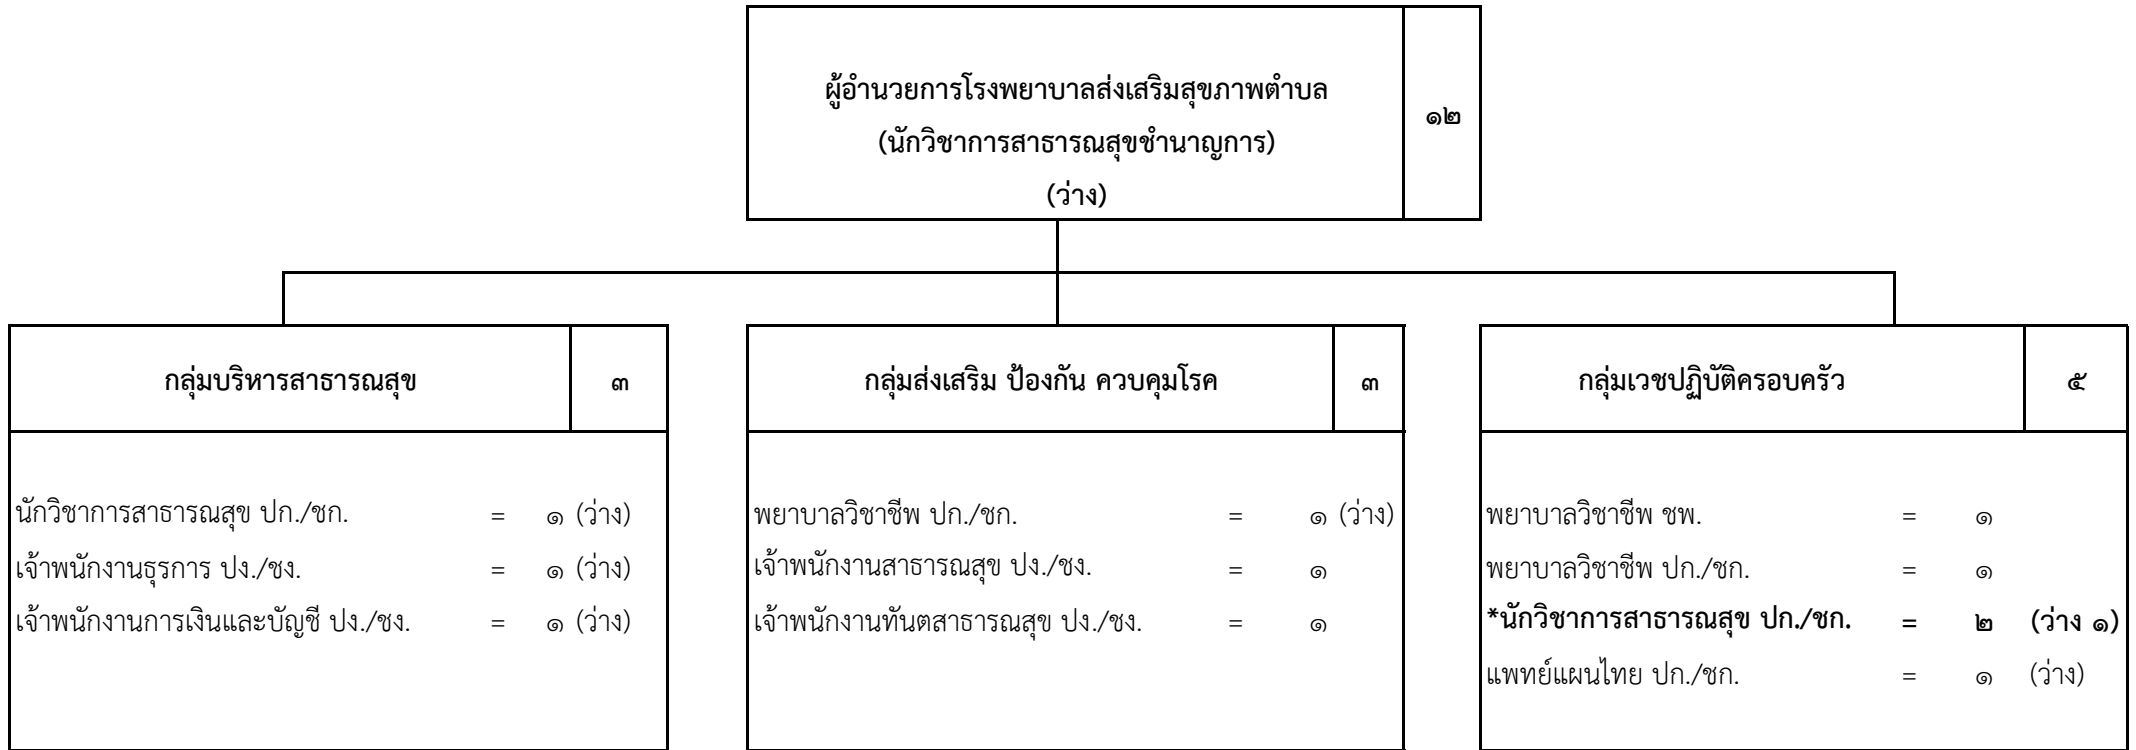 ผู้อำนวยการโรงพยาบาลส่งเสริมสุขภาพตำบล
(นักวิชาการสาธารณสุขชำนาญการ)
(ว่าง)
๑๒
กลุ่มบริหารสาธารณสุข ๓
นักวิชาการสาธารณสุข ปก./ชก. = ๑ (ว่าง)
เจ้าพนักงานธุรการ ปง./ชง. = ๑ (ว่าง)
เจ้าพนักงานการเงินและบัญชี ปง./ชง. = ๑ (ว่าง)
กลุ่มส่งเสริม ป้องกัน ควบคุมโรค ๓
พยาบาลวิชาชีพ ปก./ชก. = ๑ (ว่าง)
เจ้าพนักงานสาธารณสุข ปง./ชง. = ๑
เจ้าพนักงานทันตสาธารณสุข ปง./ชง. = ๑
กลุ่มเวชปฏิบัติครอบครัว ๕
พยาบาลวิชาชีพ ชพ. = ๑
พยาบาลวิชาชีพ ปก./ชก. = ๑
*นักวิชาการสาธารณสุข ปก./ชก. = ๒ (ว่าง ๑)
แพทย์แผนไทย ปก./ชก. = ๑ (ว่าง)